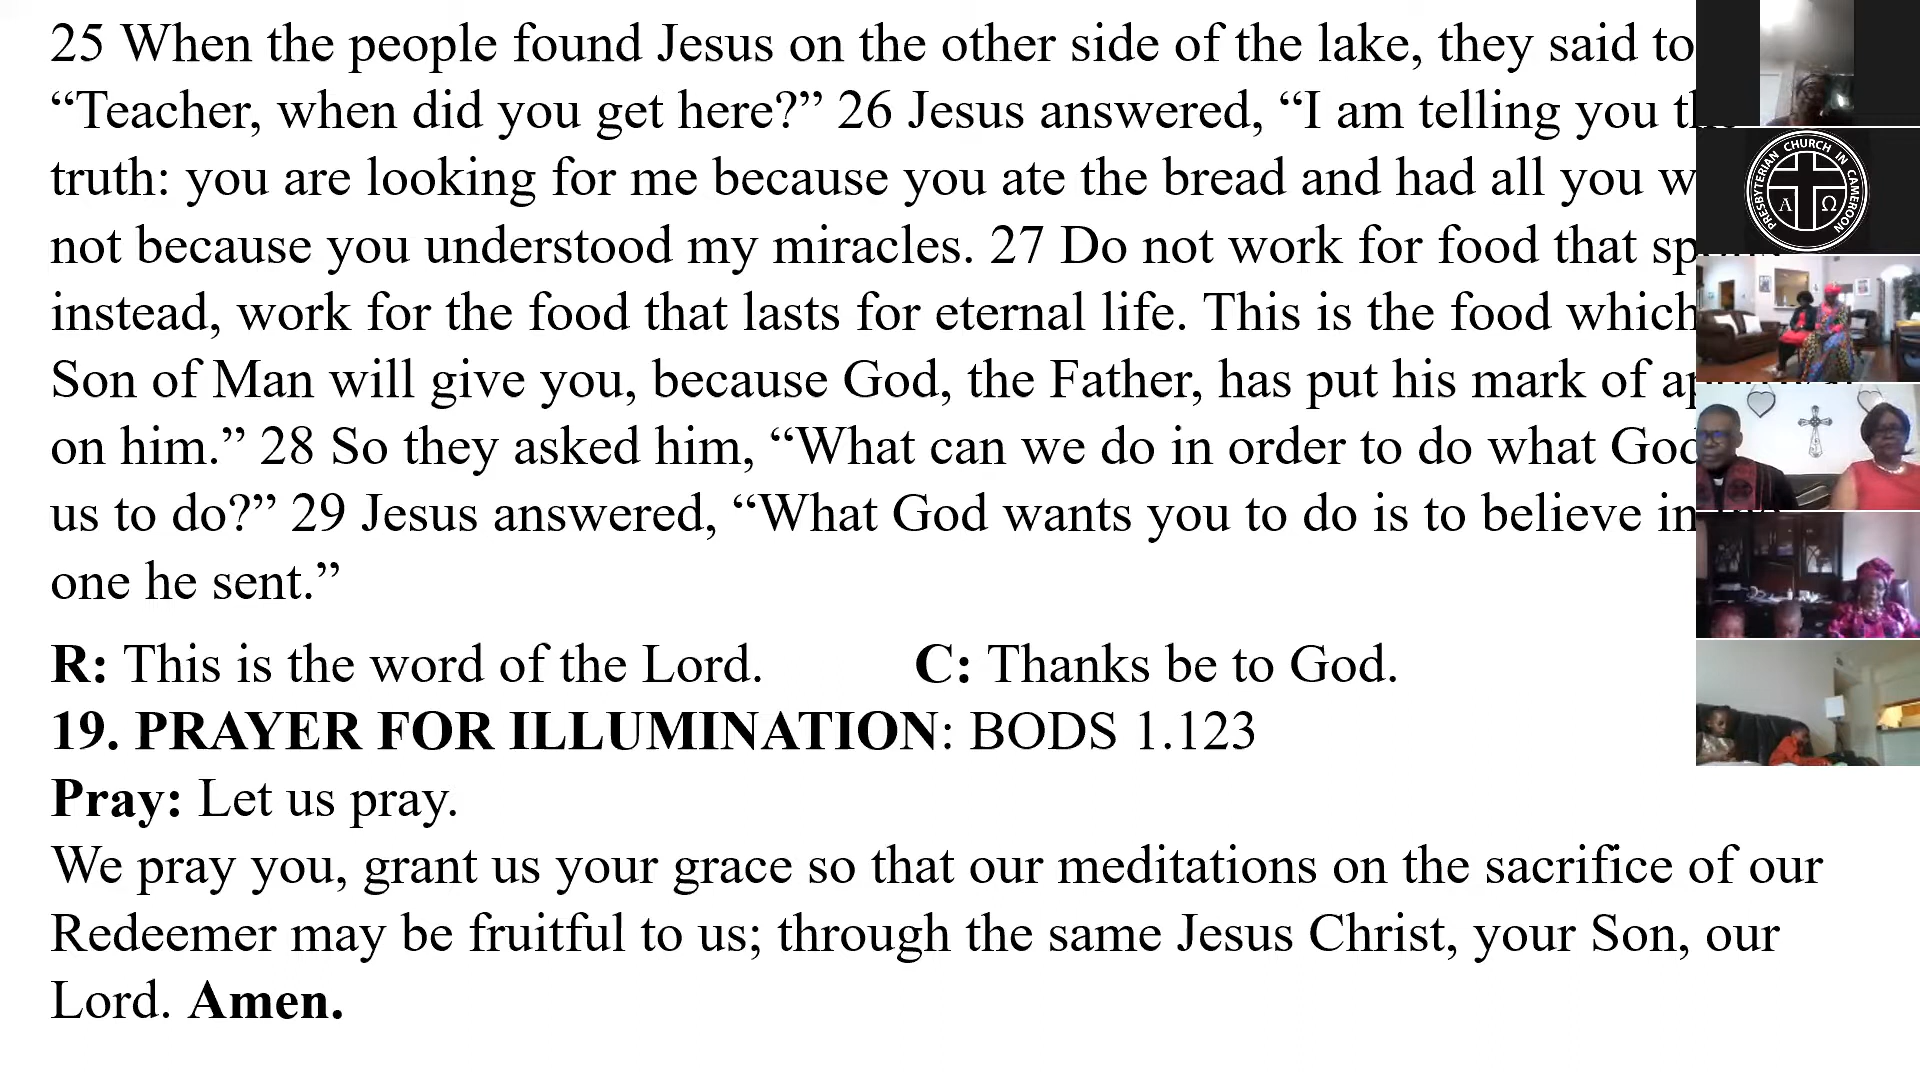 25 When the people found Jesus on the other side of the lake, they said to
“Teacher, when did you get here?” 26 Jesus answered, “I am telling you
truth: you are looking for me because you ate the bread and had all you
not because you understood my miracles. 27 Do not work for food that
instead, work for the food that lasts for eternal life. This is the food which
Son of Man will give you, because God, the Father, has put his mark of
on him.” 28 So they asked him, “What can we do in order to do what God
us to do?” 29 Jesus answered, “What God wants you to do is to believe in
one he sent.”
R: This is the word of the Lord. C: Thanks be to God.
19. PRAYER FOR ILLUMINATION: BODS 1.123
Pray: Let us pray.
We pray you, grant us your grace so that our meditations on the sacrifice of our
Redeemer may be fruitful to us; through the same Jesus Christ, your Son, our
Lord. Amen.
PRESBYTERIAN CHURCH IN CAMEROON
Α Ω